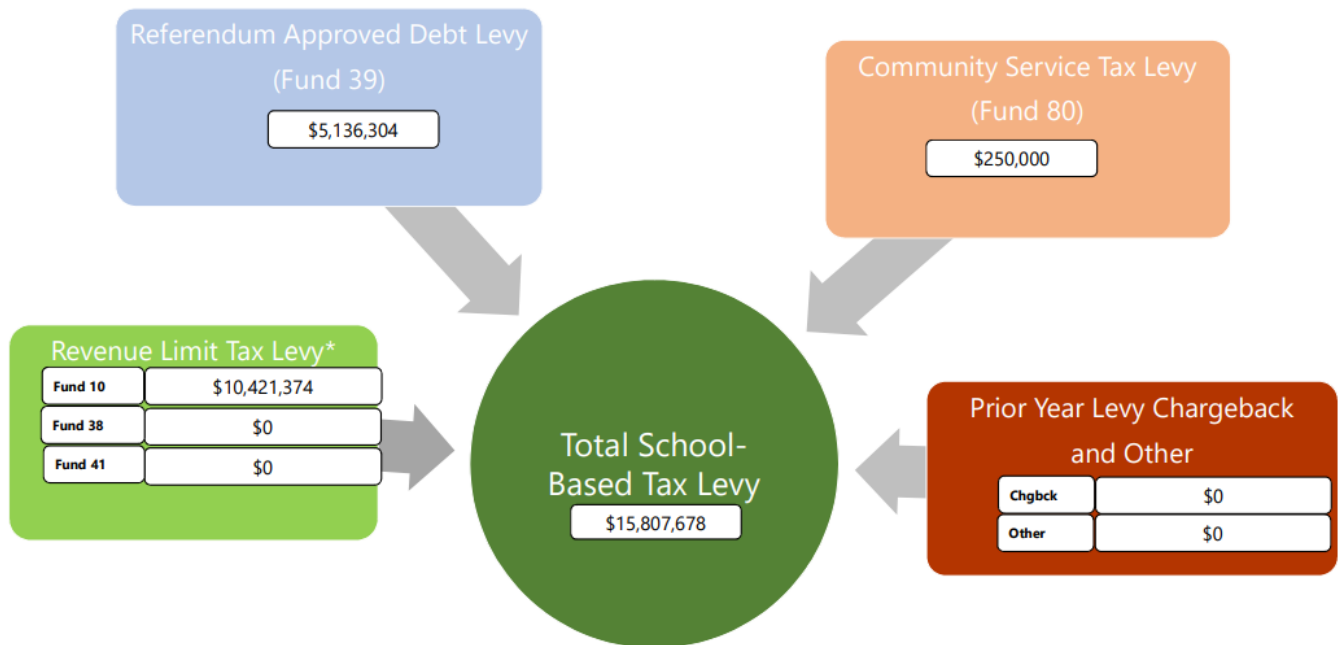 Referendum Approved Debt Levy
(Fund 39)
$5,136,304
Community Service Tax Levy
(Fund 80)
$250,000
Revenue Limit Tax Levy*
Fund 10 $10,421,374
Fund 38 $0
Fund 41 $0
Total School-
Based Tax Levy
$15,807,678
Prior Year Levy Chargeback
and Other
Chgbck $0
Other $0